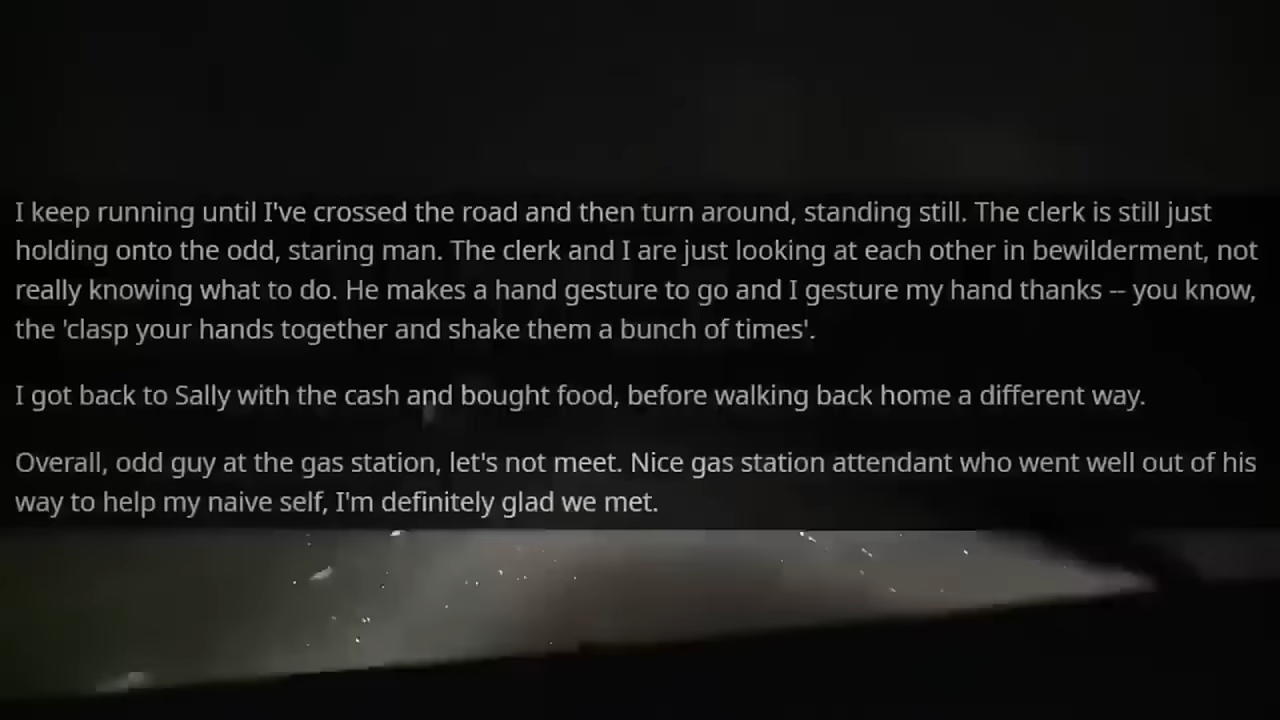 I keep running until I've crossed the road and then turn around, standing still. The clerk is still just
holding onto the odd, staring man. The clerk and I are just looking at each other in bewilderment, not
really knowing what to do. He makes a hand gesture to go and I gesture my hand thanks -- you know,
the 'clasp your hands together and shake them a bunch of times'.
I got back to Sally with the cash and bought food, before walking back home a different way.
Overall, odd guy at the gas station, let's not meet. Nice gas station attendant who went well out of his
way to help my naive self, I'm definitely glad we met.